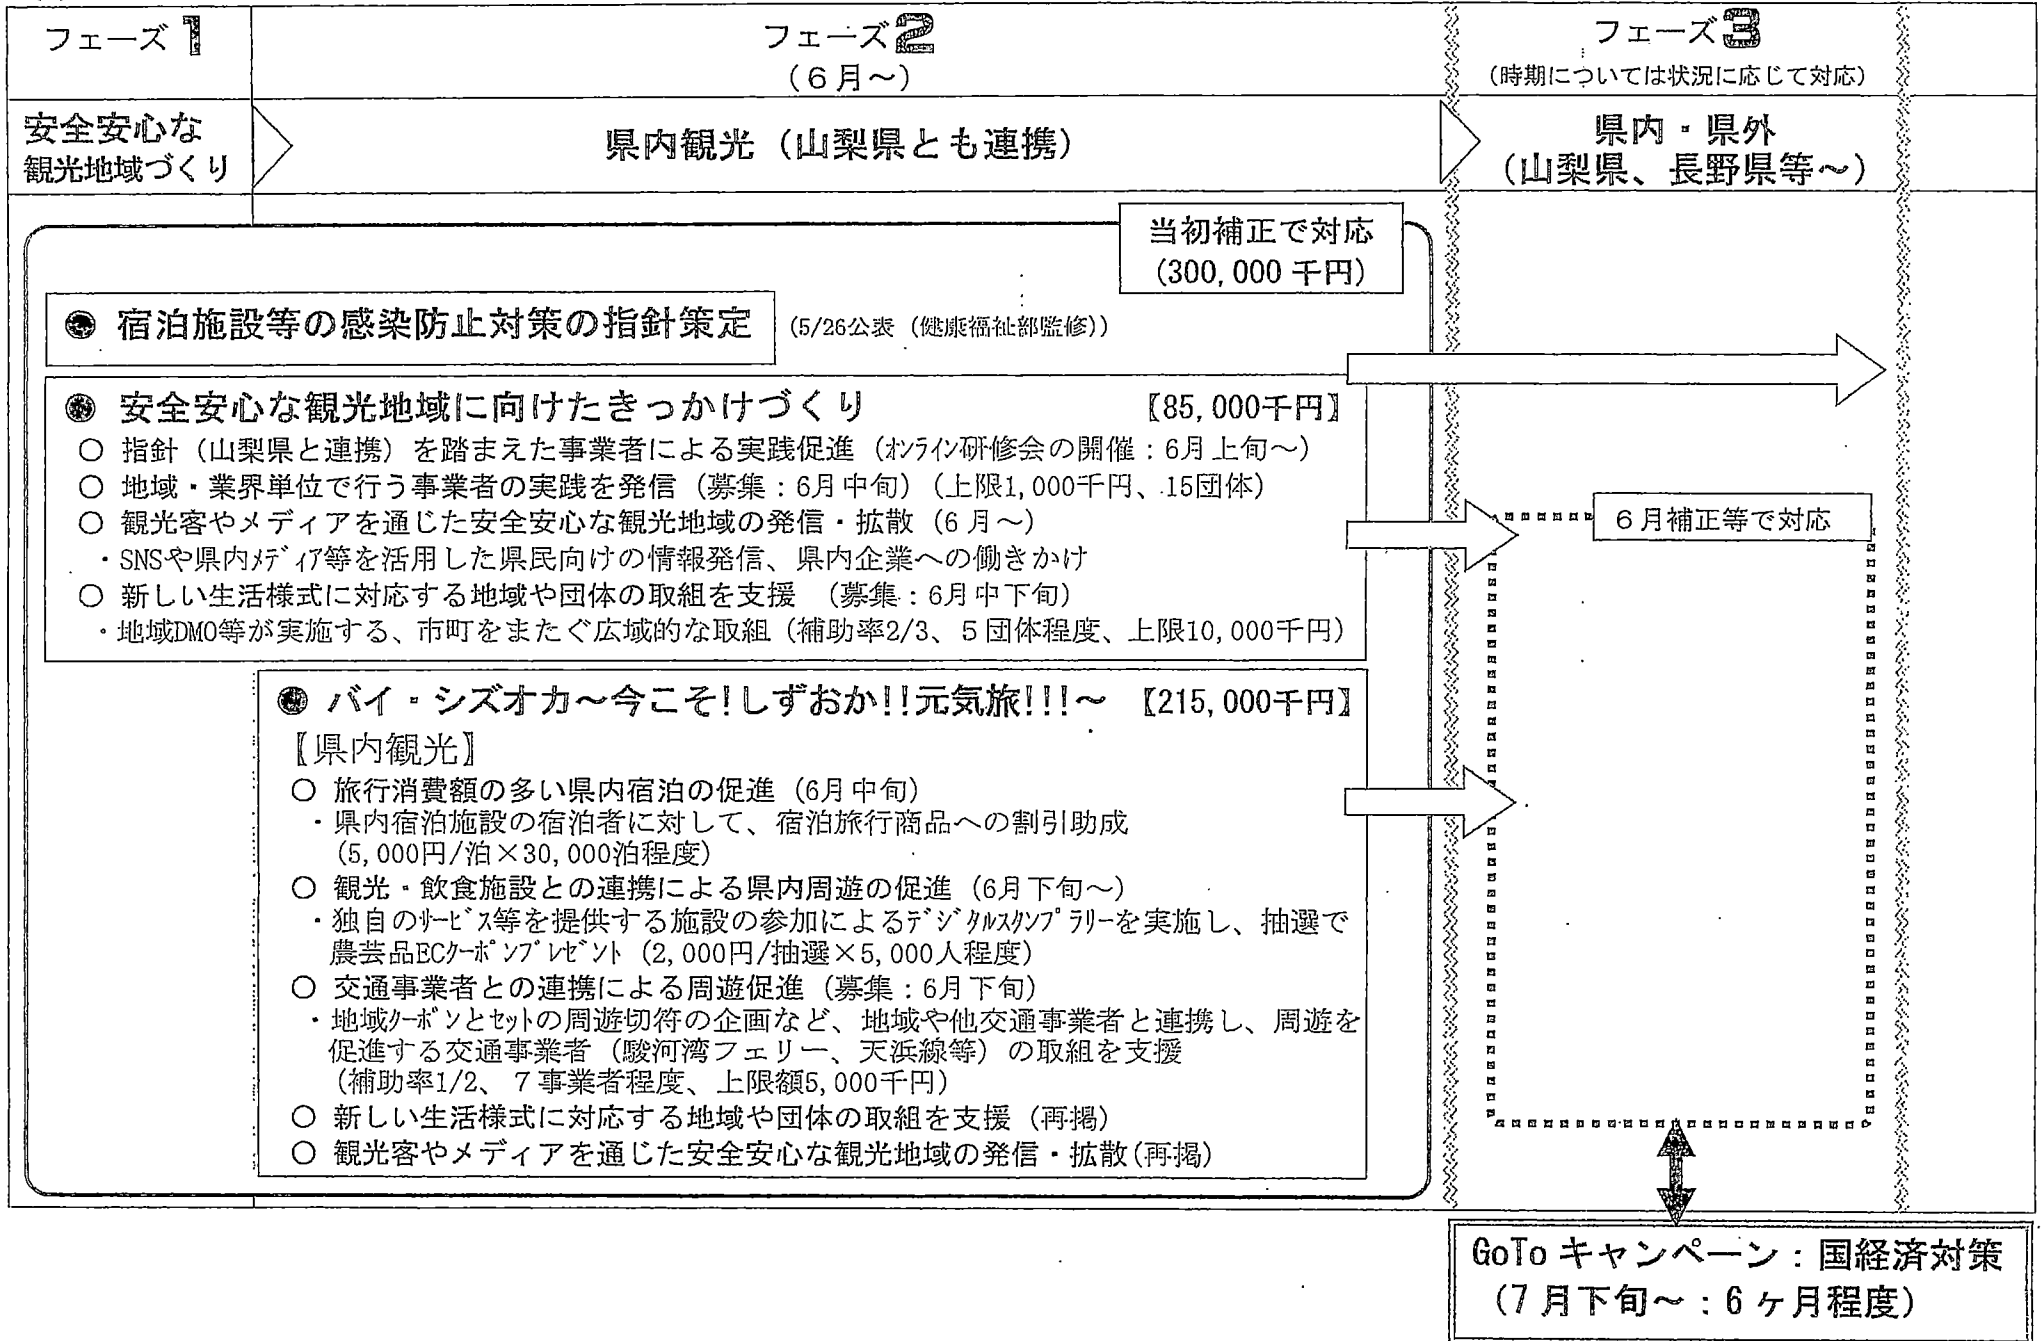 フェーズ1
フェーズ2
(6月～)
フェーズ3
(時期については状況に応じて対応)
安全安心な
観光地域づくり
県内観光（山梨県とも連携）
県内・県外
(山梨県、長野県等～)
当初補正で対応
(300,000千円)
● 宿泊施設等の感染防止対策の指針策定 (5/26公表（健康福祉部監修）)
● 安全安心な観光地域に向けたきっかけづくり 【85,000千円】
○ 指針（山梨県と連携）を踏まえた事業者による実践促進（ｵﾝﾗｲﾝ研修会の開催：6月上旬～）
○ 地域・業界単位で行う事業者の実践を発信（募集：6月中旬）（上限1,000千円、15団体）
○ 観光客やメディアを通じた安全安心な観光地域の発信・拡散（6月～）
・SNSや県内ﾒﾃﾞｨｱ等を活用した県民向けの情報発信、県内企業への働きかけ
○ 新しい生活様式に対応する地域や団体の取組を支援 （募集：6月中下旬）
・地域DMO等が実施する、市町をまたぐ広域的な取組（補助率2/3、5団体程度、上限10,000千円）
6月補正等で対応
● バイ・シズオカ～今こそ!しずおか!!元気旅!!!～ 【215,000千円】
【県内観光】
○ 旅行消費額の多い県内宿泊の促進（6月中旬）
・県内宿泊施設の宿泊者に対して、宿泊旅行商品への割引助成
(5,000円/泊×30,000泊程度)
○ 観光・飲食施設との連携による県内周遊の促進（6月下旬～）
・独自のｻｰﾋﾞｽ等を提供する施設の参加によるﾃﾞｼﾞﾀﾙｽﾀﾝﾌﾟﾗﾘｰを実施し、抽選で
農芸品ECｸｰﾎﾟﾝﾌﾟﾚｾﾞﾝﾄ（2,000円/抽選×5,000人程度）
○ 交通事業者との連携による周遊促進（募集：6月下旬）
・地域ｸｰﾎﾟﾝとｾｯﾄの周遊切符の企画など、地域や他交通事業者と連携し、周遊を
促進する交通事業者（駿河湾フェリー、天浜線等）の取組を支援
(補助率1/2、7事業者程度、上限額5,000千円)
○ 新しい生活様式に対応する地域や団体の取組を支援（再掲）
○ 観光客やメディアを通じた安全安心な観光地域の発信・拡散(再掲)
GoToキャンペーン：国経済対策
(7月下旬～：6ヶ月程度)